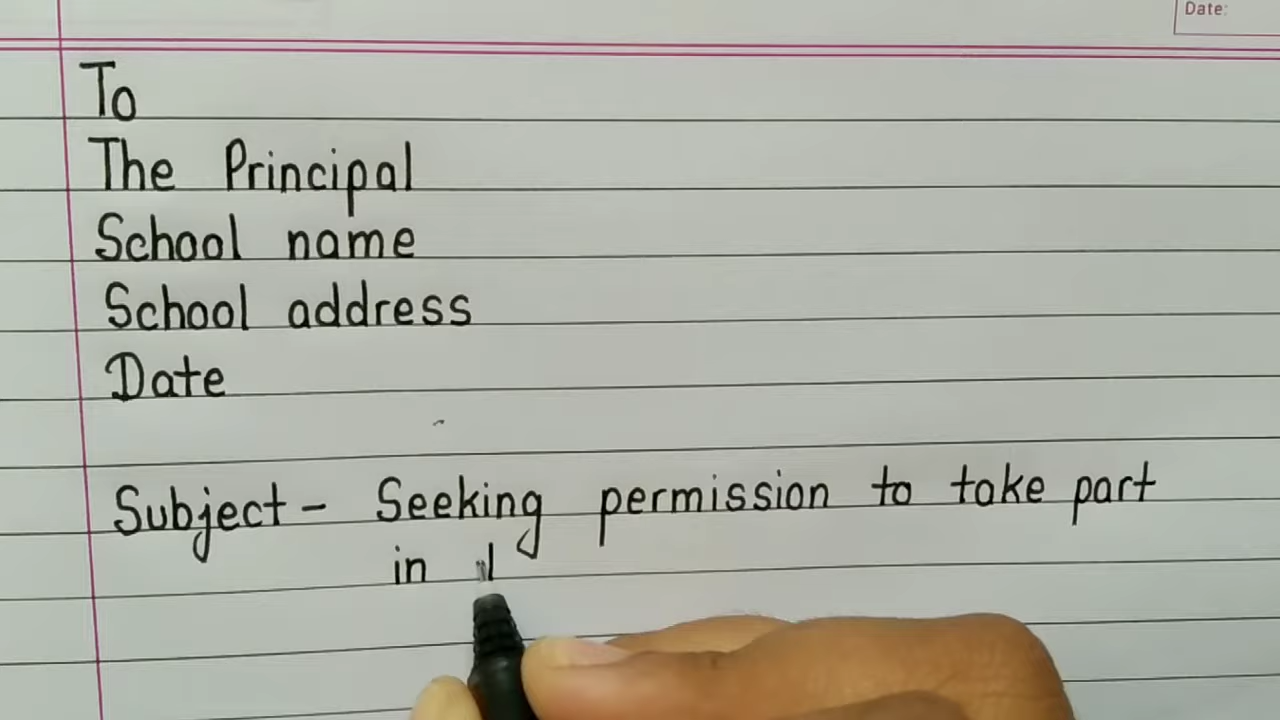 Date:
To
The Principal
School name
School address
Date
Subject - Seeking permission to take part
in